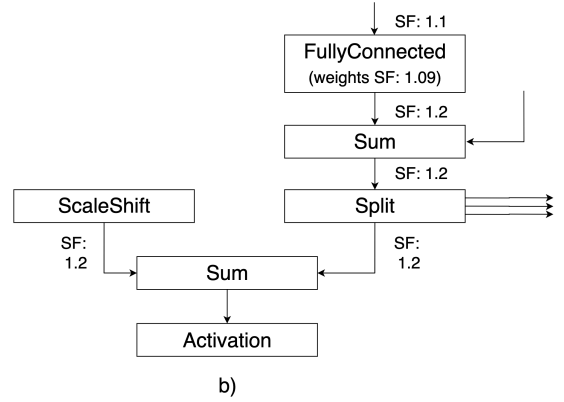 SF: 1.1
FullyConnected
(weights SF: 1.09)
SF: 1.2
Sum
SF: 1.2
ScaleShift
Split
SF:
1.2
SF:
1.2
Sum
Activation
b)